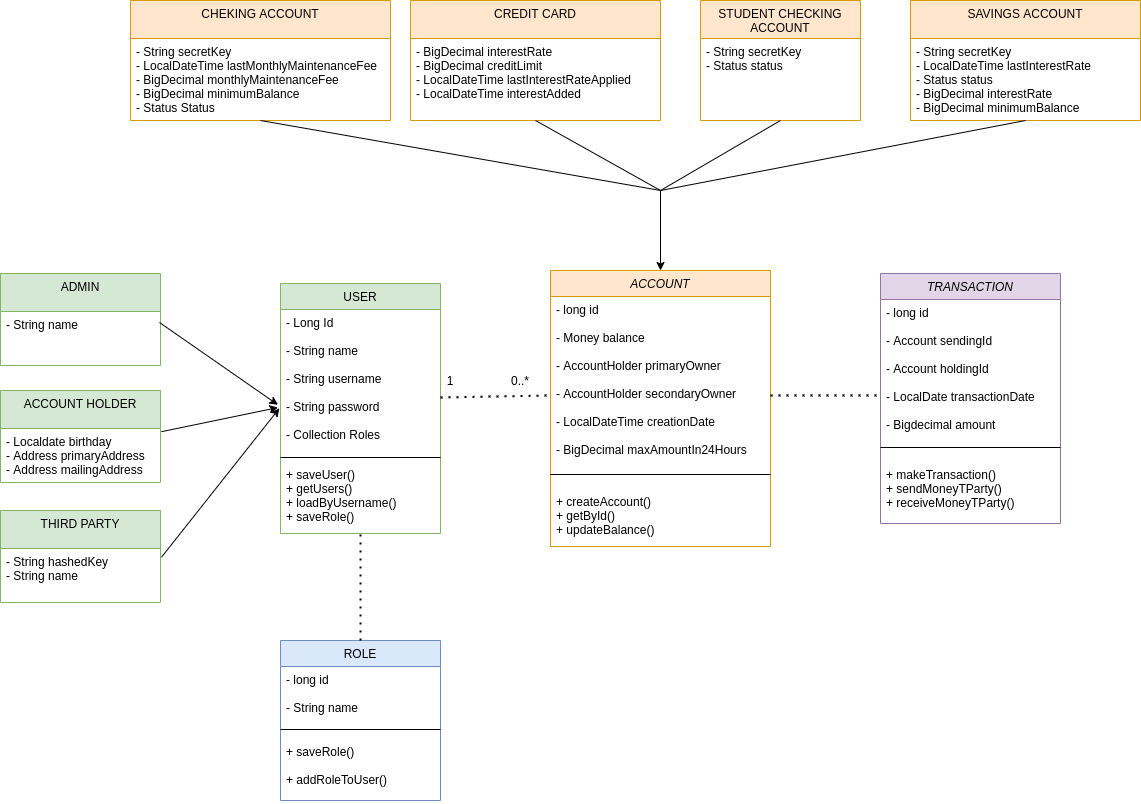 CHEKING ACCOUNT
- String secretKey
- LocalDateTime lastMonthlyMaintenanceFee
- BigDecimal monthlyMaintenanceFee
- BigDecimal minimumBalance
- Status Status
CREDIT CARD
- BigDecimal interestRate
- BigDecimal creditLimit
- LocalDateTime lastInterestRateApplied
- LocalDateTime interestAdded
STUDENT CHECKING
ACCOUNT
- String secretKey
- Status status
SAVINGS ACCOUNT
- String secretKey
- LocalDateTime lastInterestRate
- Status status
- BigDecimal interestRate
- BigDecimal minimumBalance
ADMIN
- String name
ACCOUNT HOLDER
- Localdate birthday
- Address primaryAddress
- Address mailingAddress
THIRD PARTY
- String hashedKey
- String name
USER
- Long Id
- String name
- String username
- String password
- Collection Roles
+ saveUser()
+ getUsers()
+ loadByUsername()
+ saveRole()
1
0..*
ACCOUNT
- long id
- Money balance
- AccountHolder primaryOwner
- AccountHolder secondaryOwner
- LocalDateTime creationDate
- BigDecimal maxAmountIn24Hours
+ createAccount()
+ getById()
+ updateBalance()
TRANSACTION
- long id
- Account sendingId
- Account holdingId
- LocalDate transactionDate
- Bigdecimal amount
+ makeTransaction()
+ sendMoneyTParty()
+ receiveMoneyTParty()
ROLE
- long id
- String name
+ saveRole()
+ addRoleToUser()